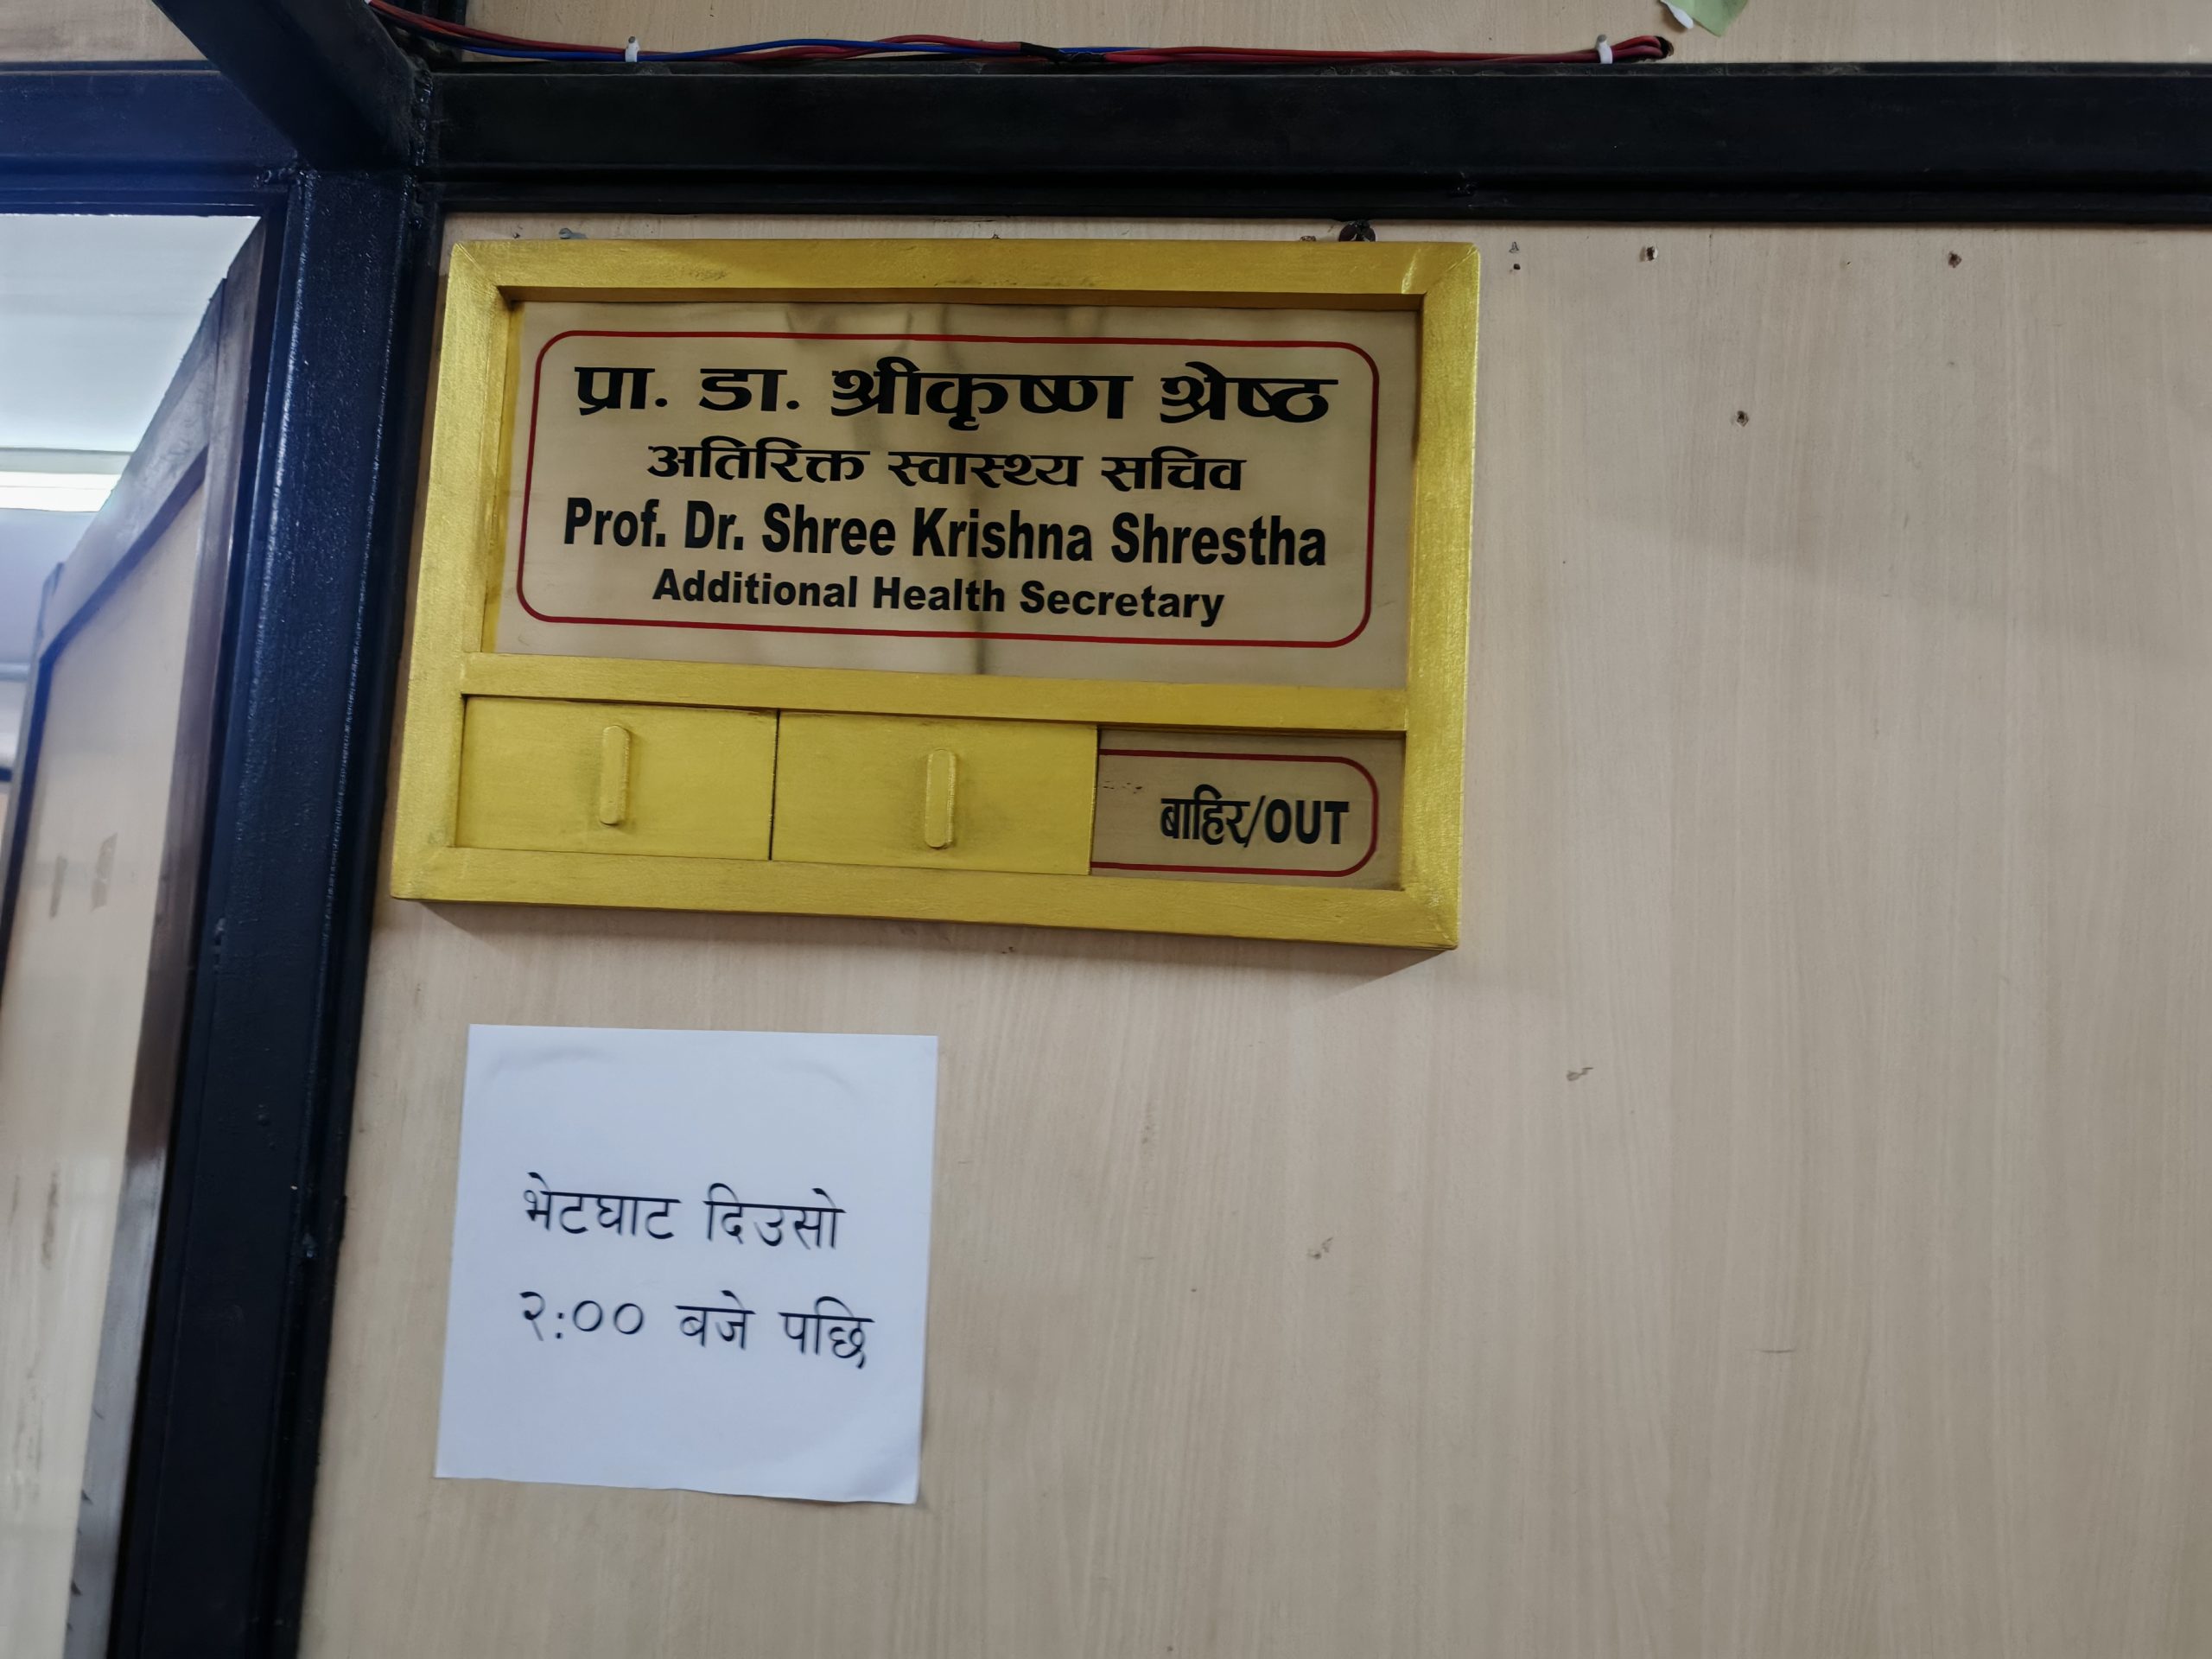 प्रा. डा. श्रीकृष्ण श्रेष्ठ
अतिरिक्त स्वास्थ्य सचिव
Prof. Dr. Shree Krishna Shrestha
Additional Health Secretary
बाहिर/OUT
भेटघाट दिउसो
२:०० बजे पछि